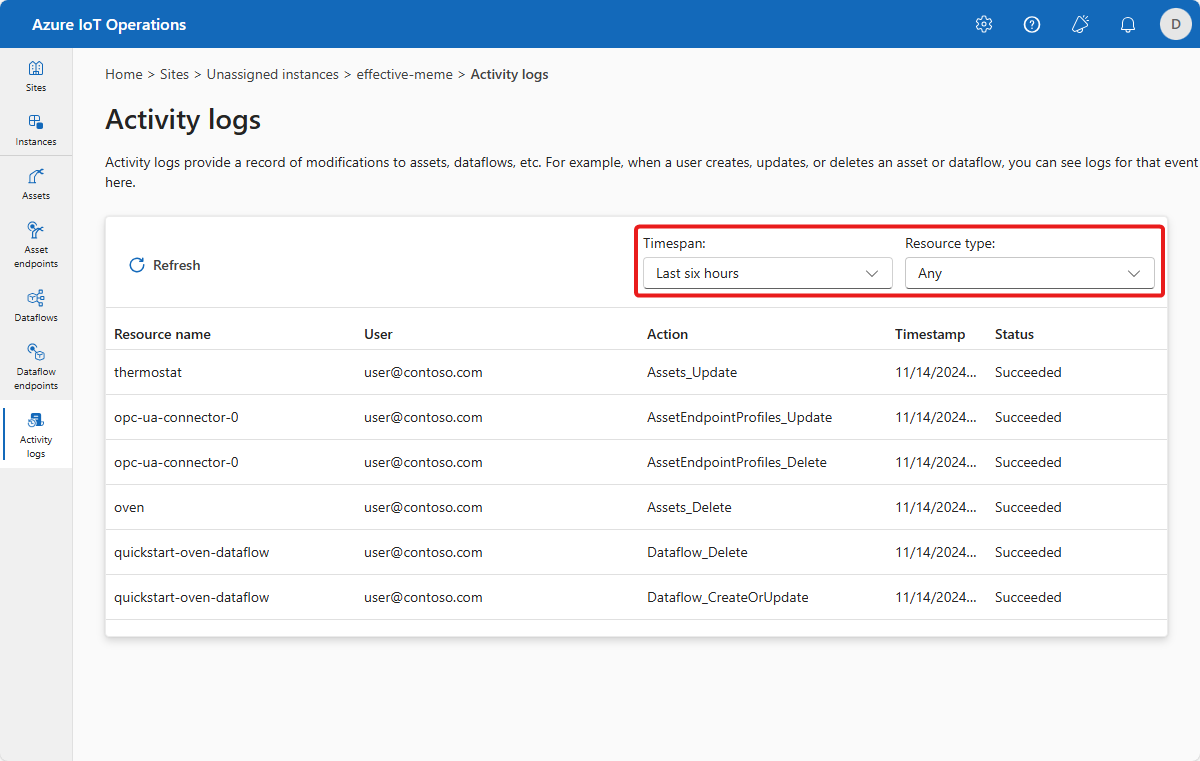 Azure IoT Operations
D
Sites
Instances
Assets
Asset
endpoints
Dataflows
Dataflow
endpoints
Activity
logs
Home > Sites > Unassigned instances > effective-meme > Activity logs
Activity logs
Activity logs provide a record of modifications to assets, dataflows, etc. For example, when a user creates, updates, or deletes an asset or dataflow, you can see logs for that event
here.
Refresh
Timespan:
Last six hours
Resource type:
Any
Resource name User Action Timestamp Status
thermostat user@contoso.com Assets_Update 11/14/2024... Succeeded
opc-ua-connector-0 user@contoso.com AssetEndpointProfiles_Update 11/14/2024... Succeeded
opc-ua-connector-0 user@contoso.com AssetEndpointProfiles_Delete 11/14/2024... Succeeded
oven user@contoso.com Assets_Delete 11/14/2024... Succeeded
quickstart-oven-dataflow user@contoso.com Dataflow_Delete 11/14/2024... Succeeded
quickstart-oven-dataflow user@contoso.com Dataflow_CreateOrUpdate 11/14/2024... Succeeded